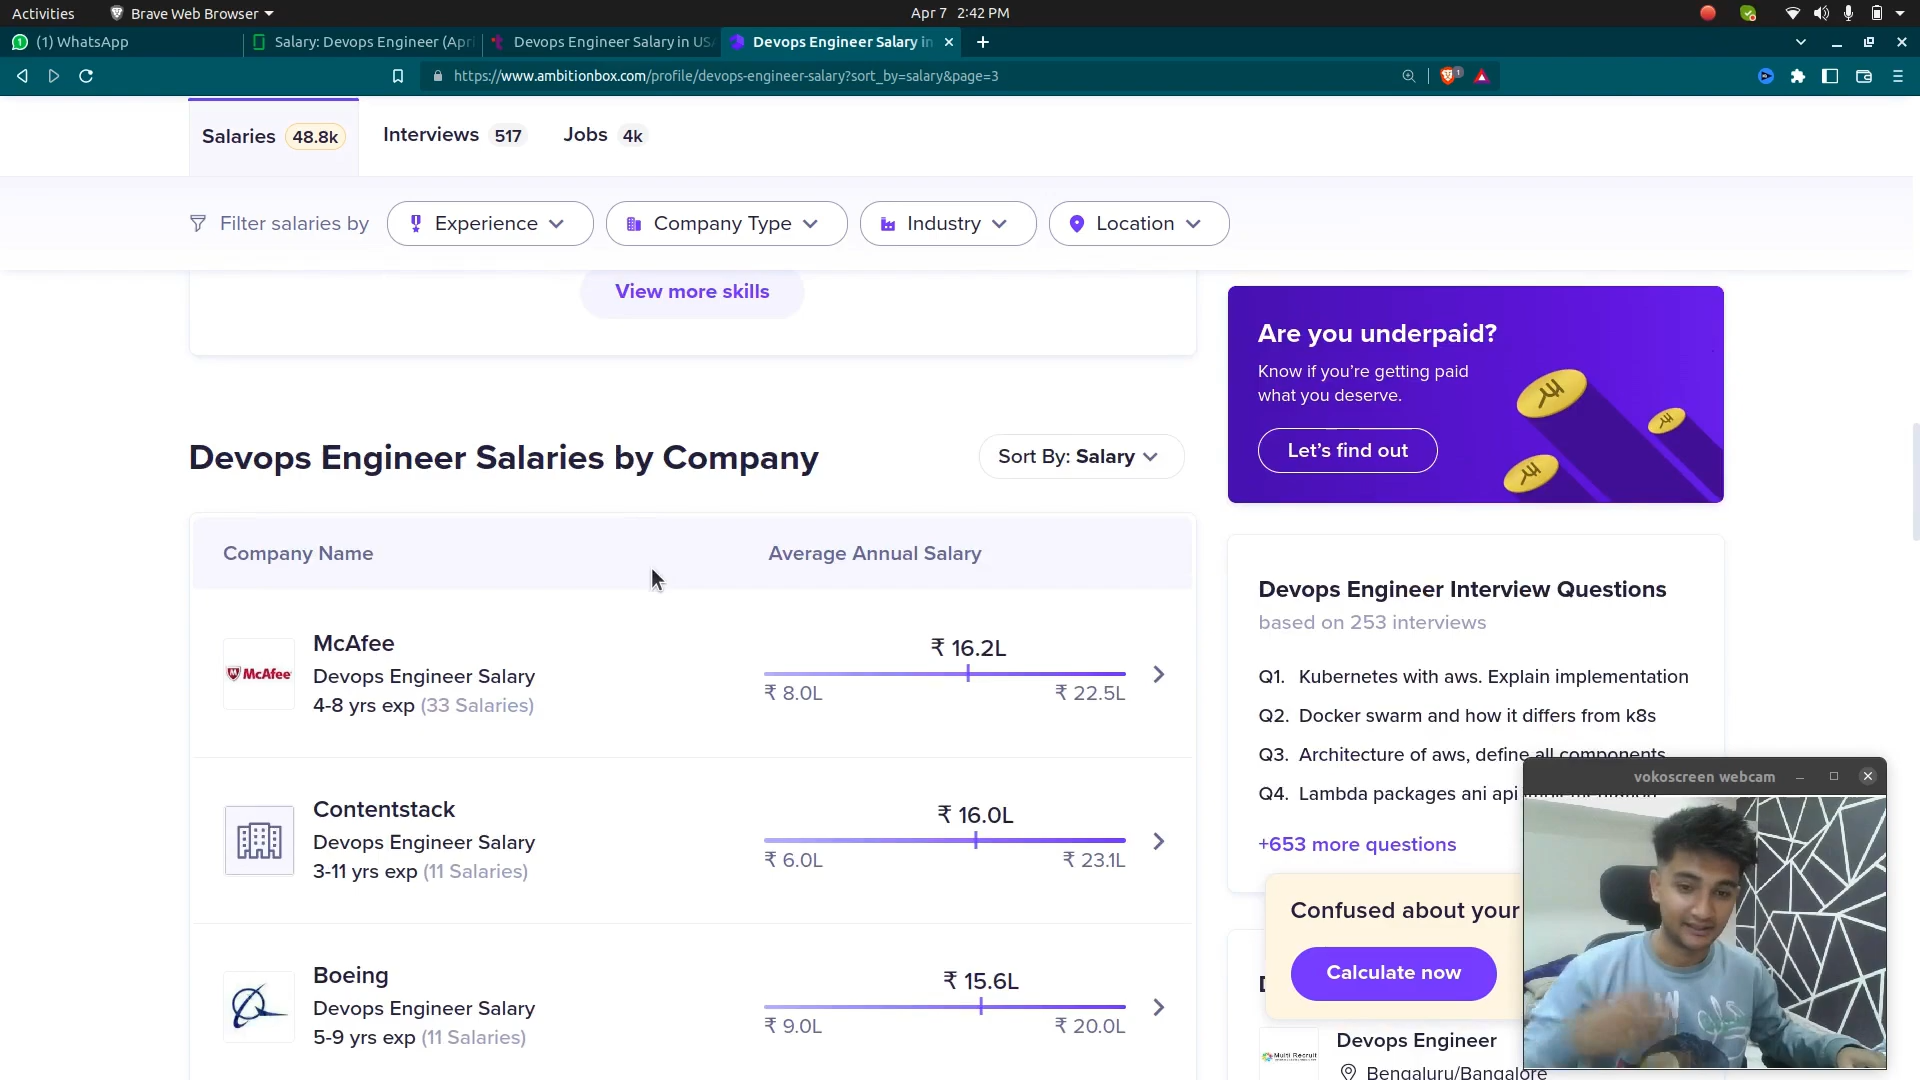 Activities
Brave Web Browser
Apr 7 2:42 PM
(1) WhatsApp
Salary: Devops Engineer (Apri
Devops Engineer Salary in US
Devops Engineer Salary in
https://www.ambitionbox.com/profile/devops-engineer-salary?sort_by=salary&page=3
1
Salaries 48.8k
Interviews 517
Jobs 4k
Filter salaries by
Experience
Company Type
Industry
Location
View more skills
Are you underpaid?
Know if you're getting paid
what you deserve.
Let's find out
Devops Engineer Salaries by Company
Sort By: Salary
Company Name
Average Annual Salary
McAfee
McAfee
Devops Engineer Salary
4-8 yrs exp (33 Salaries)
₹ 16.2L
₹ 8.0L
₹ 22.5L
Contentstack
Devops Engineer Salary
3-11 yrs exp (11 Salaries)
₹ 16.0L
₹ 6.0L
₹ 23.1L
Boeing
Devops Engineer Salary
5-9 yrs exp (11 Salaries)
₹ 15.6L
₹ 9.0L
₹ 20.0L
Devops Engineer Interview Questions
based on 253 interviews
Q1. Kubernetes with aws. Explain implementation
Q2. Docker swarm and how it differs from k8s
Q3. Architecture of aws, define all components
Q4. Lambda packages ani api
+653 more questions
vokoscreen webcam
Confused about your
Calculate now
Multi Recruit
Devops Engineer
Bengaluru/Bangalore